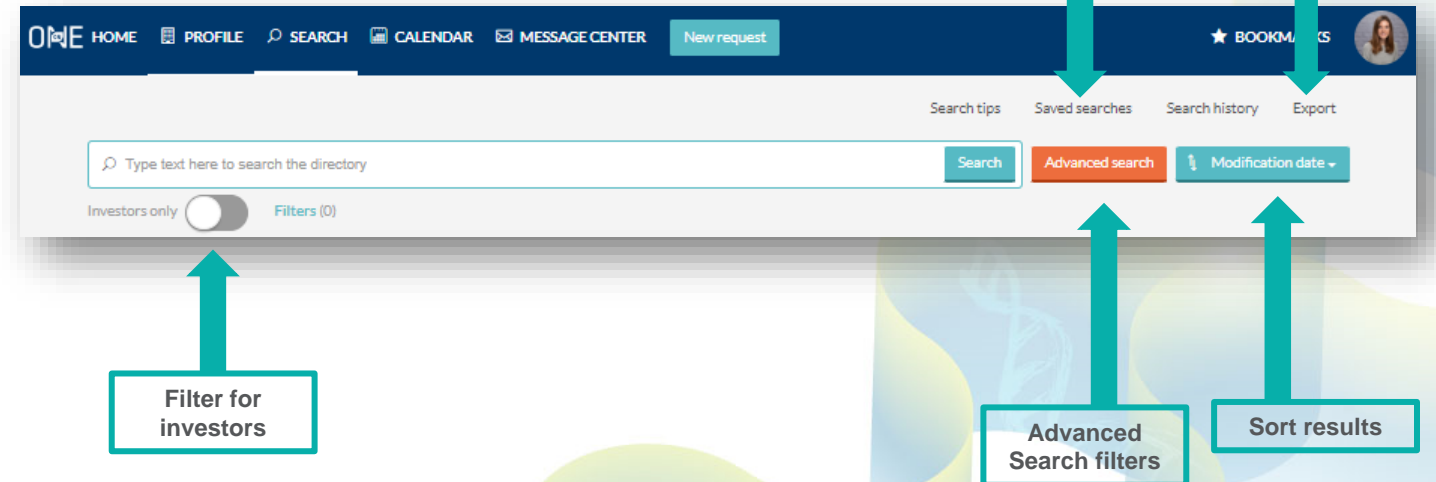 ONE HOME PROFILE SEARCH CALENDAR MESSAGE CENTER New request BOOKMARKS
Search tips Saved searches Search history Export
Type text here to search the directory Search Advanced search Modification date
Investors only Filters (0)
Filter for
investors
Advanced
Search filters
Sort results